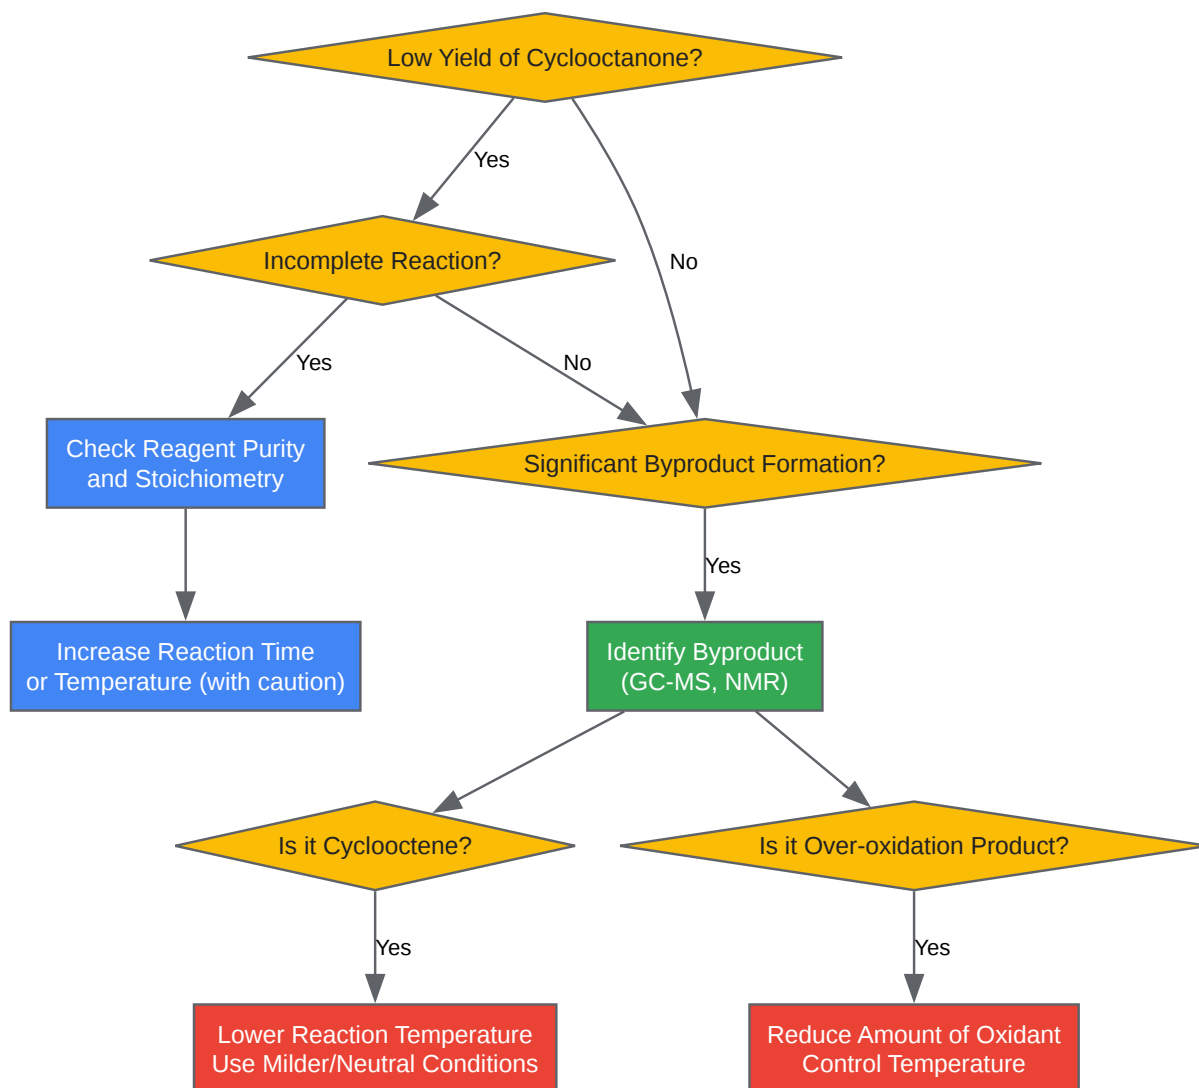 Low Yield of Cyclooctanone?
Yes
Incomplete Reaction?
No
Yes
No
Check Reagent Purity
and Stoichiometry
Significant Byproduct Formation?
Yes
Increase Reaction Time
or Temperature (with caution)
Identify Byproduct
(GC-MS, NMR)
Is it Cyclooctene?
Is it Over-oxidation Product?
Yes
Yes
Lower Reaction Temperature
Use Milder/Neutral Conditions
Reduce Amount of Oxidant
Control Temperature